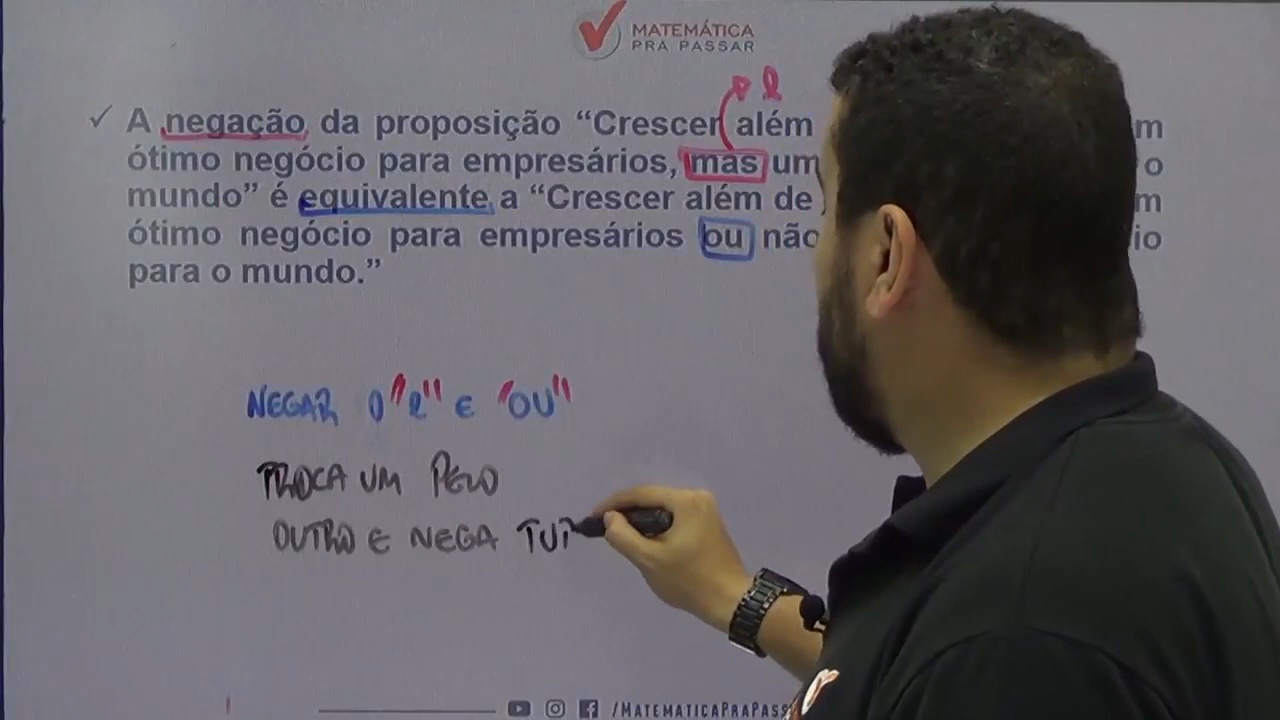 MATEMÁTICA
PRA PASSAR
e
✓ A negação da proposição “Crescer além
ótimo negócio para empresários, mas um o
mundo” é equivalente a “Crescer além de
ótimo negócio para empresários ou não
para o mundo.”
NEGAR O "e" E "OU"
TROCA UM PELO
OUTRO E NEGA
/MATEMATICAPRAPASS